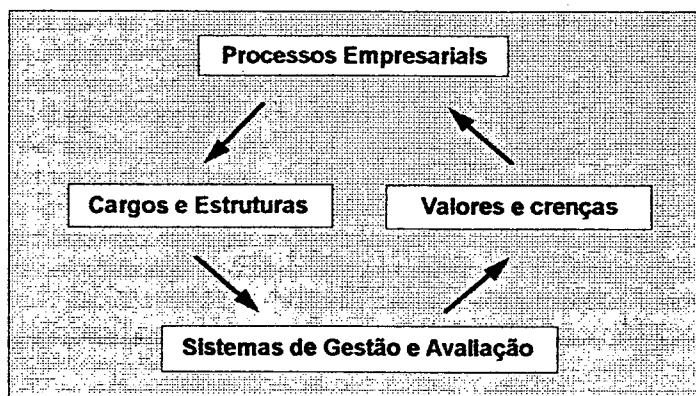 Processos Empresariais
Cargos e Estruturas
Valores e crenças
Sistemas de Gestão e Avaliação